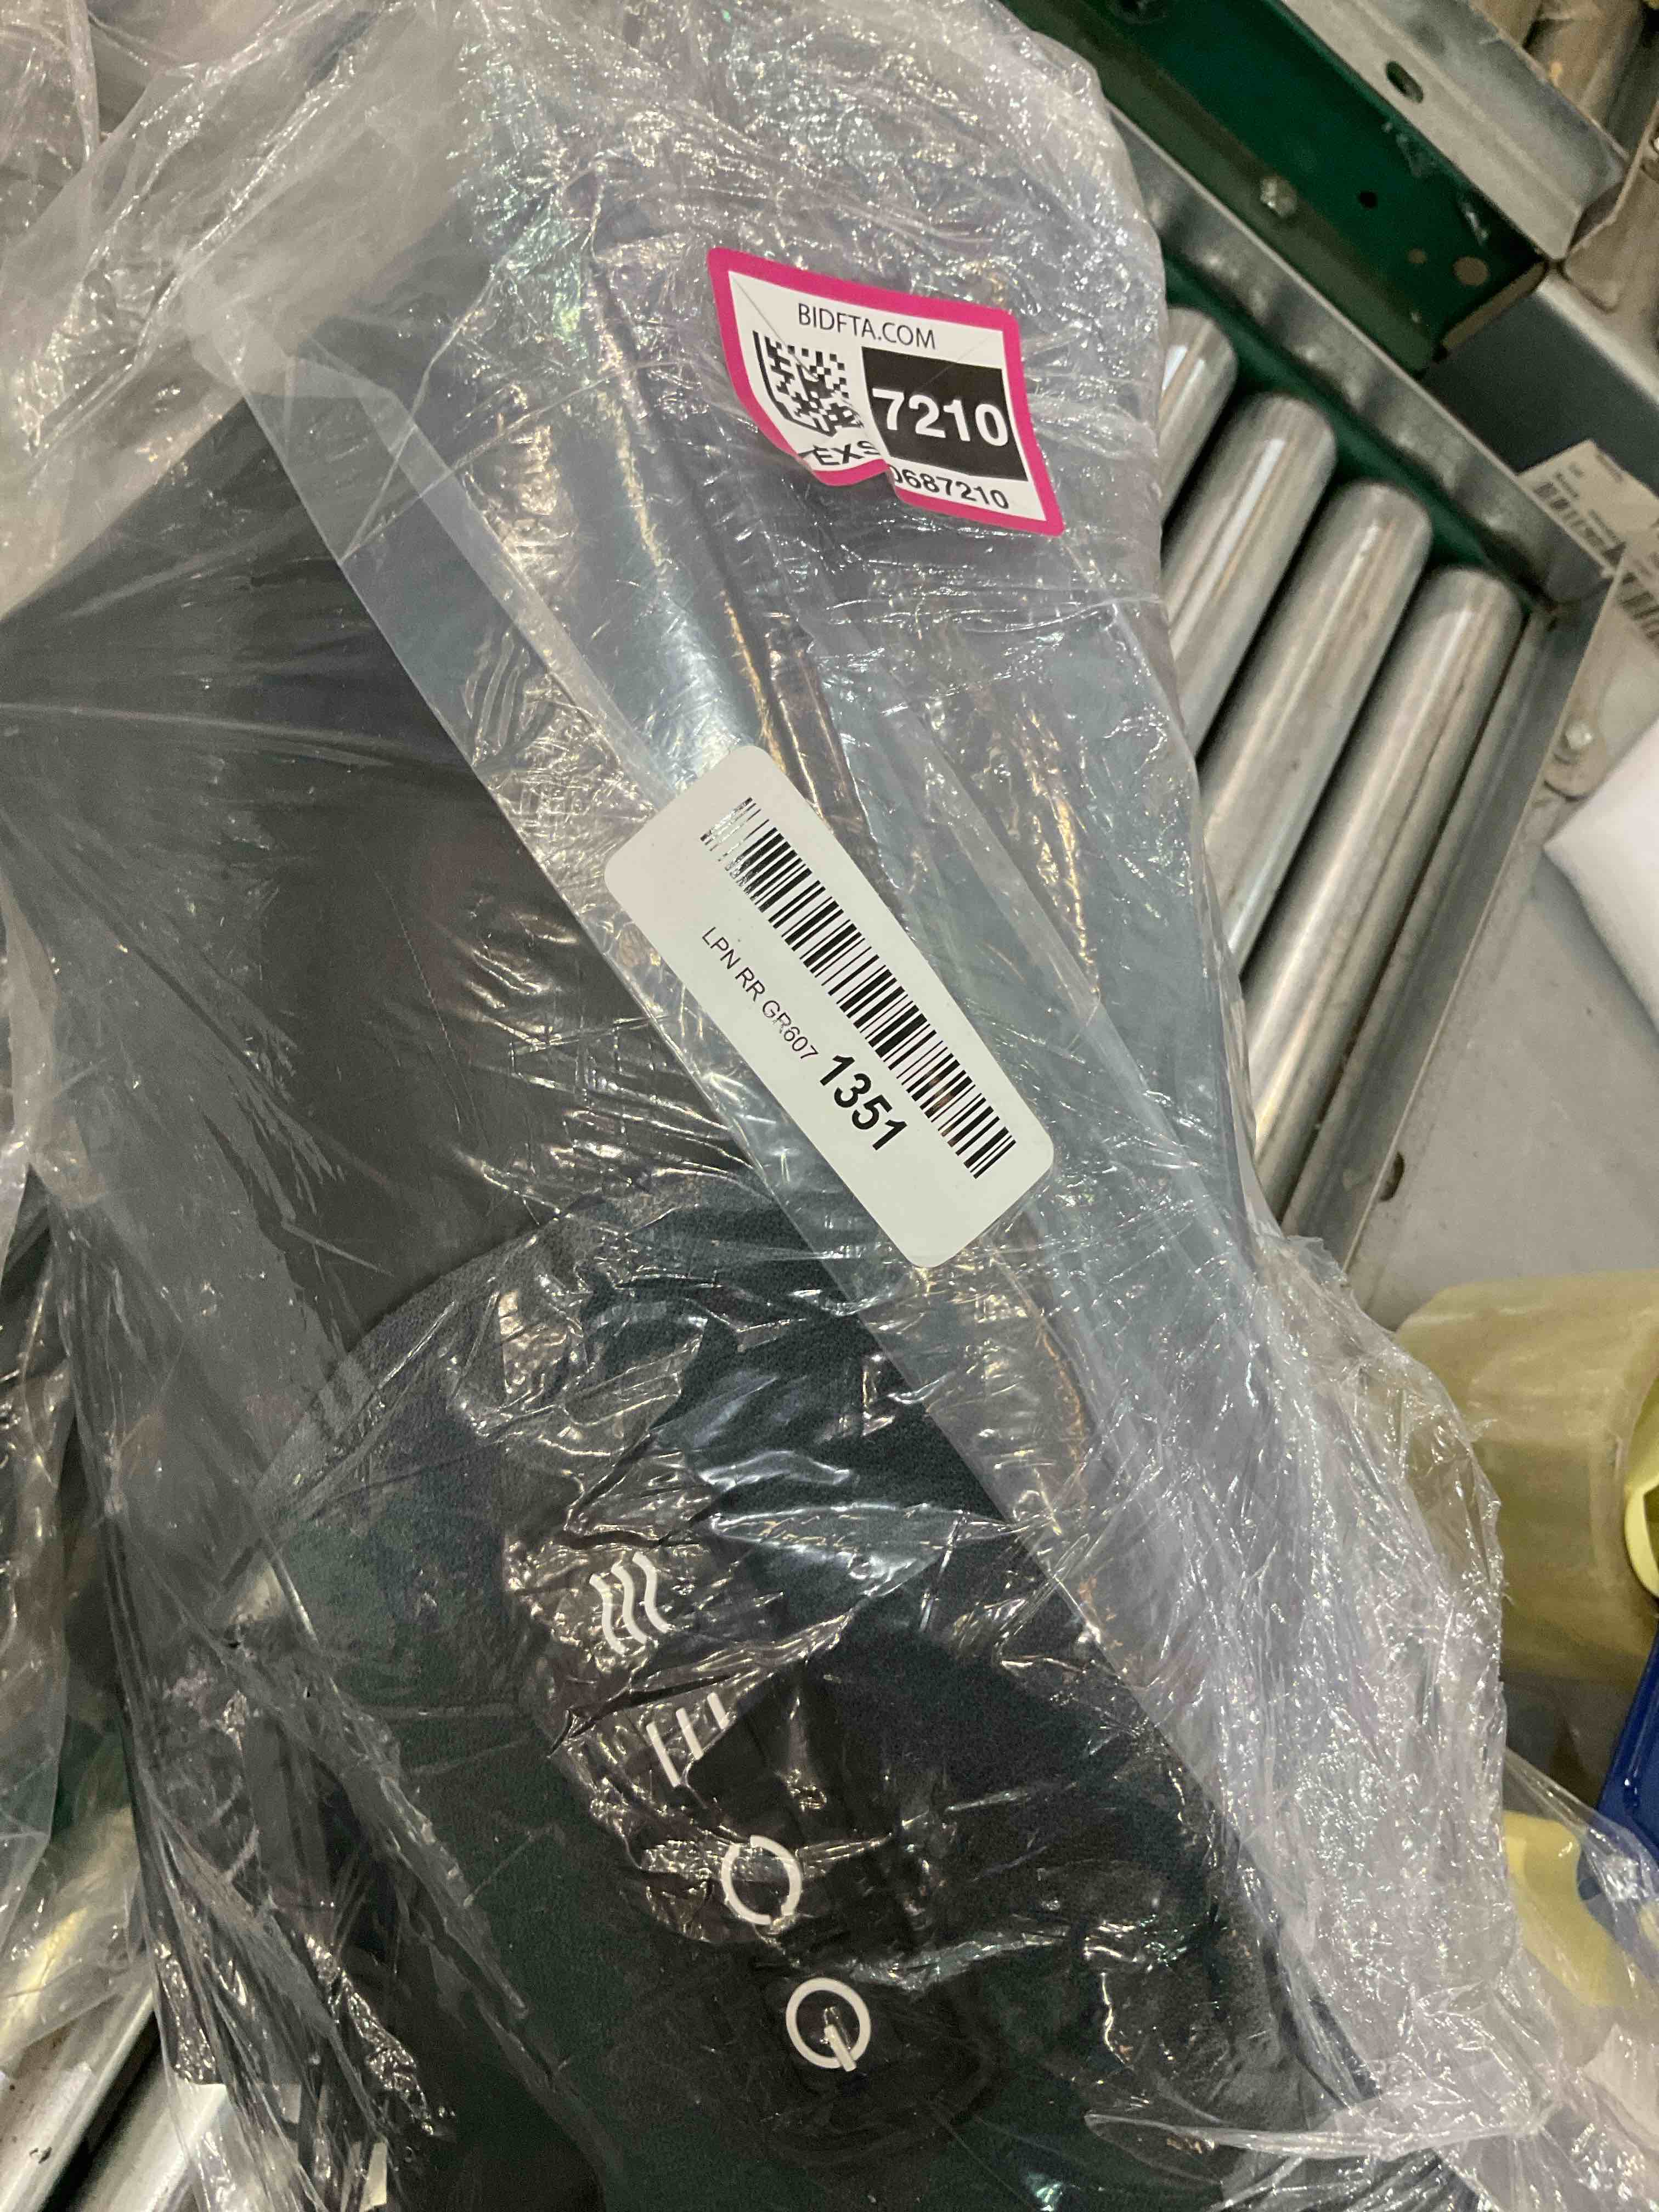 BIDFTA.COM
7210
EXS
0687210
LPN RR GR607 1351